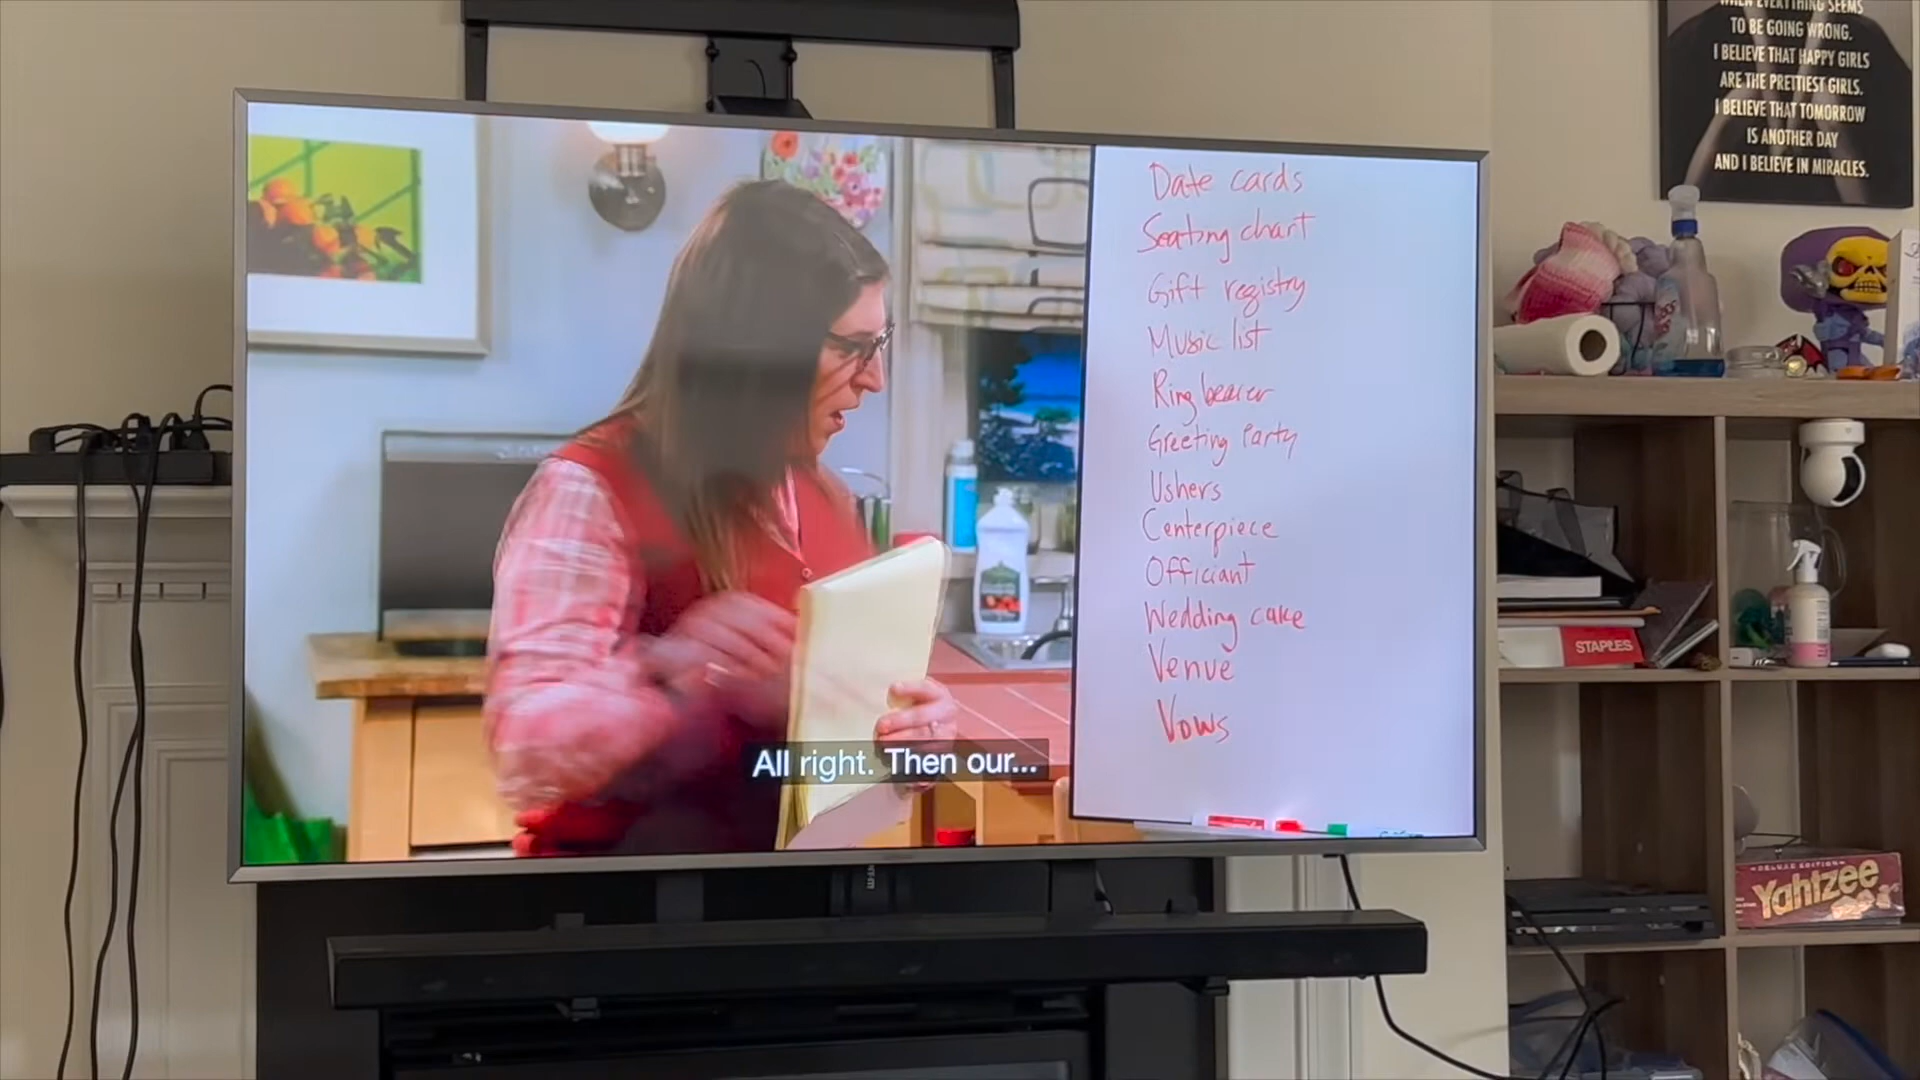 WHEN EVERYTHING SEEMS
TO BE GOING WRONG.
I BELIEVE THAT HAPPY GIRLS
ARE THE PRETTIEST GIRLS.
I BELIEVE THAT TOMORROW
IS ANOTHER DAY
AND I BELIEVE IN MIRACLES.
Date cards
Seating chart
Gift registry
Music list
Ring bearer
Greeting Party
Ushers
Centerpiece
Officiant
Wedding cake
Venue
Vows
All right. Then our...
STAPLES
DELUXE EDITION
Yahtzee